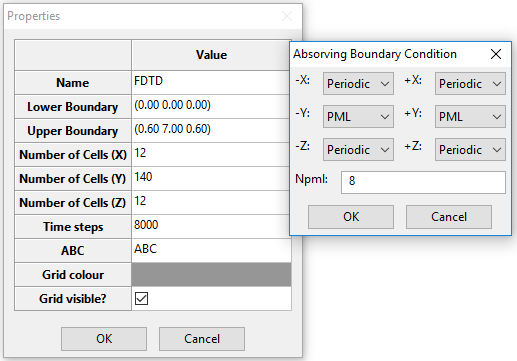 Properties
Value
Name FDTD
Lower Boundary (0.00 0.00 0.00)
Upper Boundary (0.60 7.00 0.60)
Number of Cells (X) 12
Number of Cells (Y) 140
Number of Cells (Z) 12
Time steps 8000
ABC ABC
Grid colour
Grid visible?
OK Cancel
Absorving Boundary Condition
-X: Periodic +X: Periodic
-Y: PML +Y: PML
-Z: Periodic +Z: Periodic
Npml: 8
OK Cancel